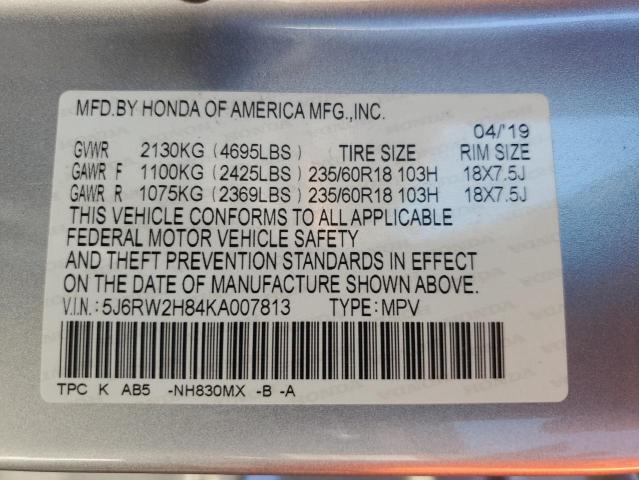 MFD.BY HONDA OF AMERICA MFG.,INC.
04/'19
GVWR 2130KG (4695LBS) TIRE SIZE RIM SIZE
GAWR F 1100KG (2425LBS) 235/60R18 103H 18X7.5J
GAWR R 1075KG (2369LBS) 235/60R18 103H 18X7.5J
THIS VEHICLE CONFORMS TO ALL APPLICABLE
FEDERAL MOTOR VEHICLE SAFETY
AND THEFT PREVENTION STANDARDS IN EFFECT
ON THE DATE OF MANUFACTURE SHOWN ABOVE.
V.I.N.: 5J6RW2H84KA007813 TYPE: MPV
TPC K AB5 -NH830MX -B -A